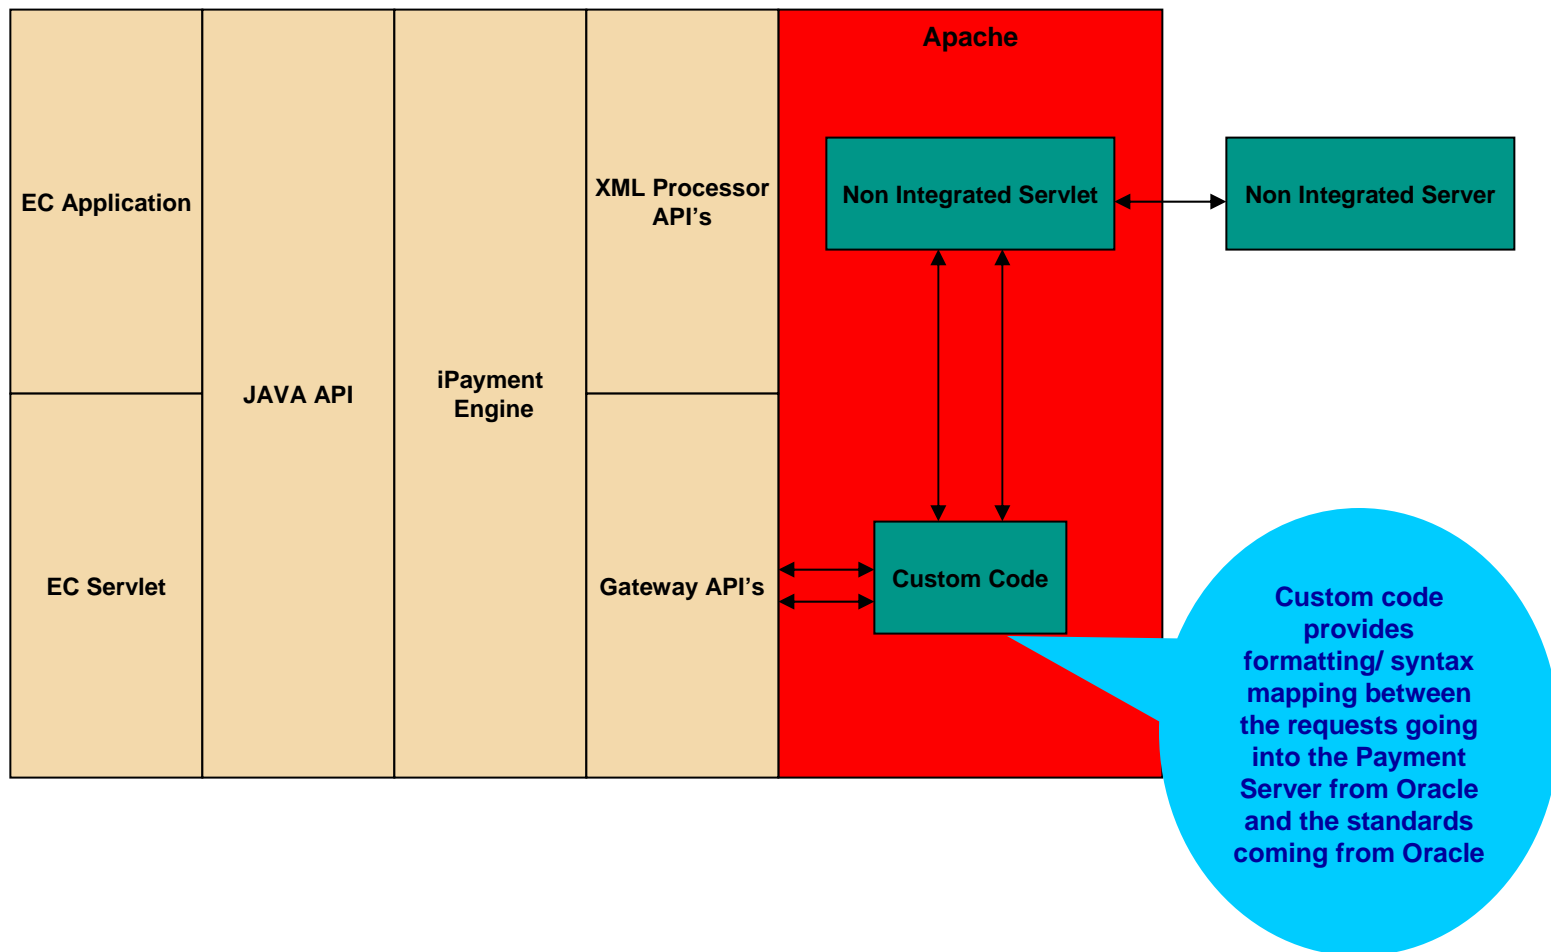 Apache
EC Application
XML Processor
API's
Non Integrated Servlet
Non Integrated Server
JAVA API
iPayment
Engine
EC Servlet
Gateway API's
Custom Code
Custom code
provides
formatting/ syntax
mapping between
the requests going
into the Payment
Server from Oracle
and the standards
coming from Oracle